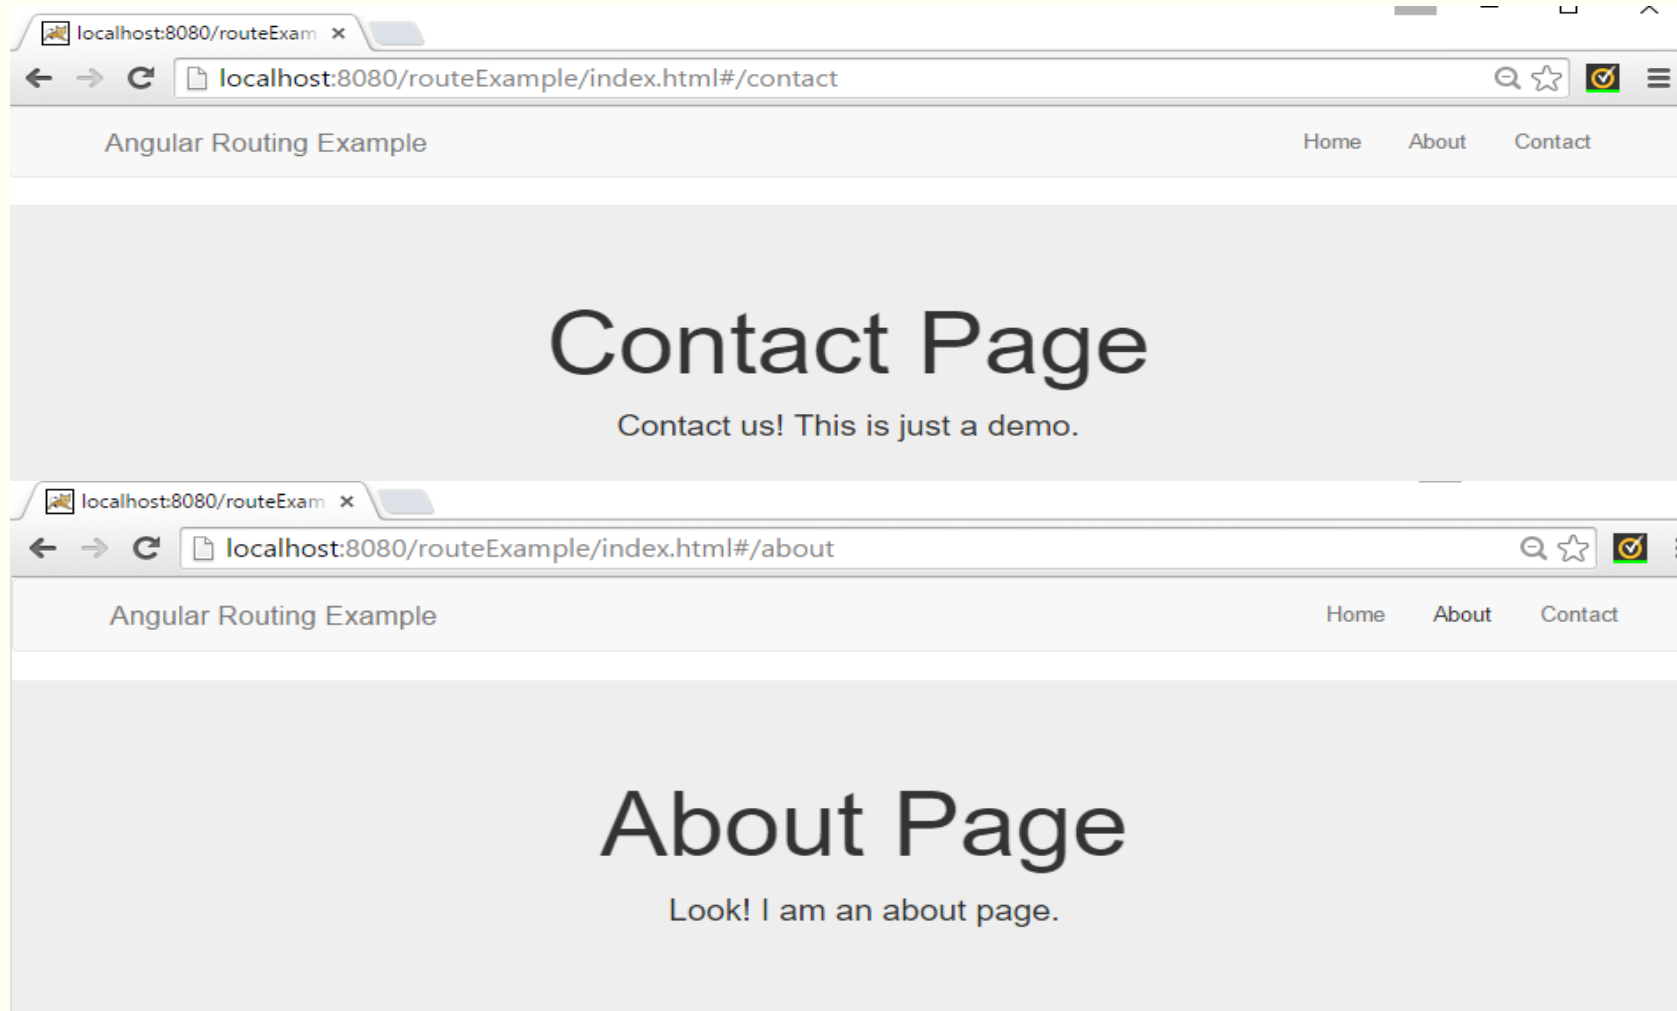 localhost:8080/routeExam
localhost:8080/routeExample/index.html#/contact
Angular Routing Example Home About Contact
Contact Page
Contact us! This is just a demo.
localhost:8080/routeExam
localhost:8080/routeExample/index.html#/about
Angular Routing Example Home About Contact
About Page
Look! I am an about page.